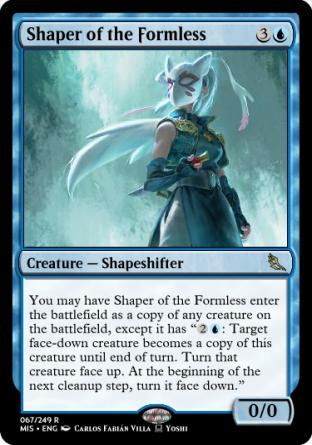 Shaper of the Formless 3
Creature — Shapeshifter
You may have Shaper of the Formless enter
the battlefield as a copy of any creature on
the battlefield, except it has “2: Target
face-down creature becomes a copy of this
creature until end of turn. Turn that
creature face up. At the beginning of the
next cleanup step, turn it face down.”
0/0
067/249 R
MIS • ENG Carlos Fabián Villa Yoshi